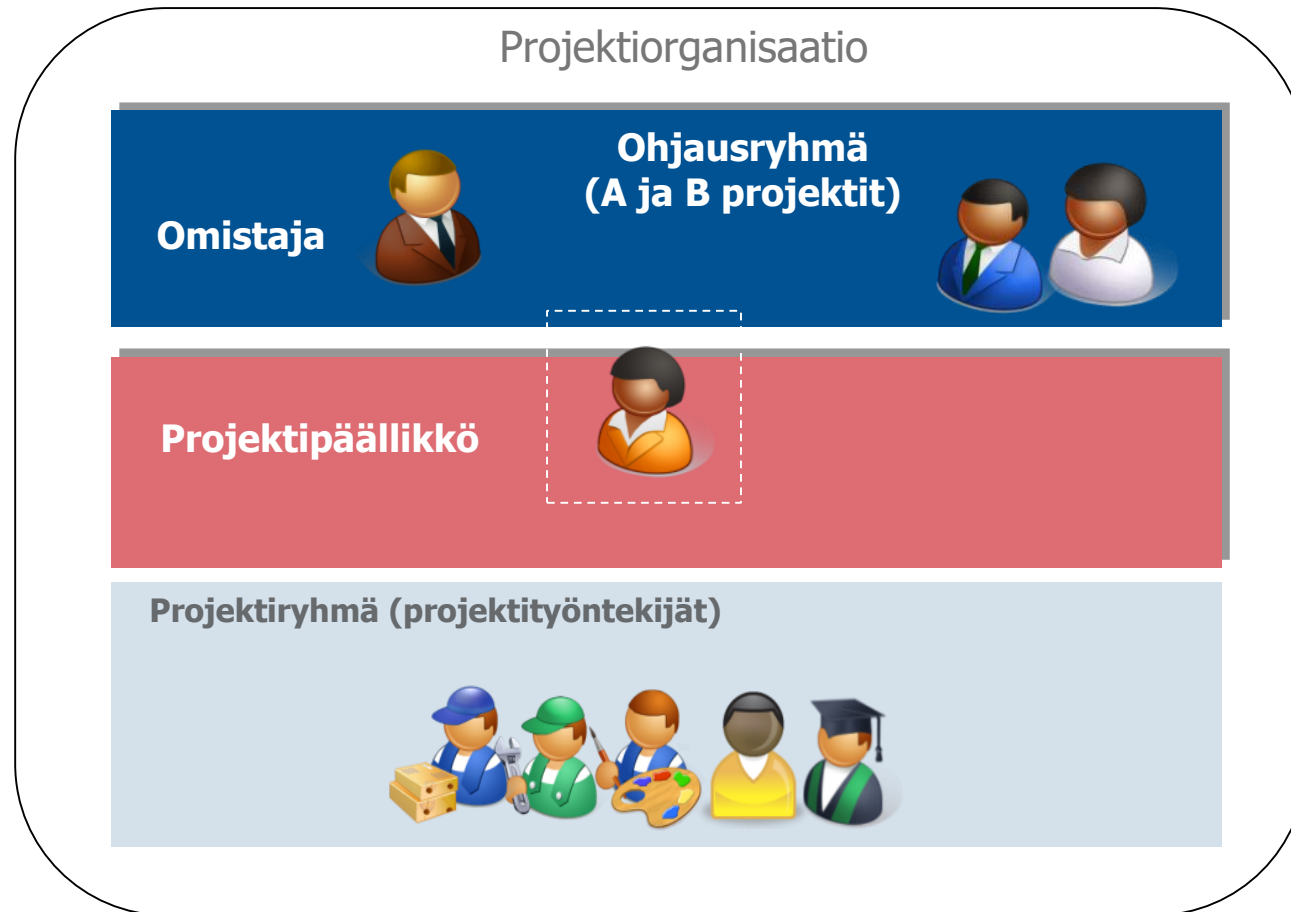 Projektiorganisaatio
Ohjausryhmä
(A ja B projektit)
Omistaja
Projektipäällikkö
Projektiryhmä (projektityöntekijät)